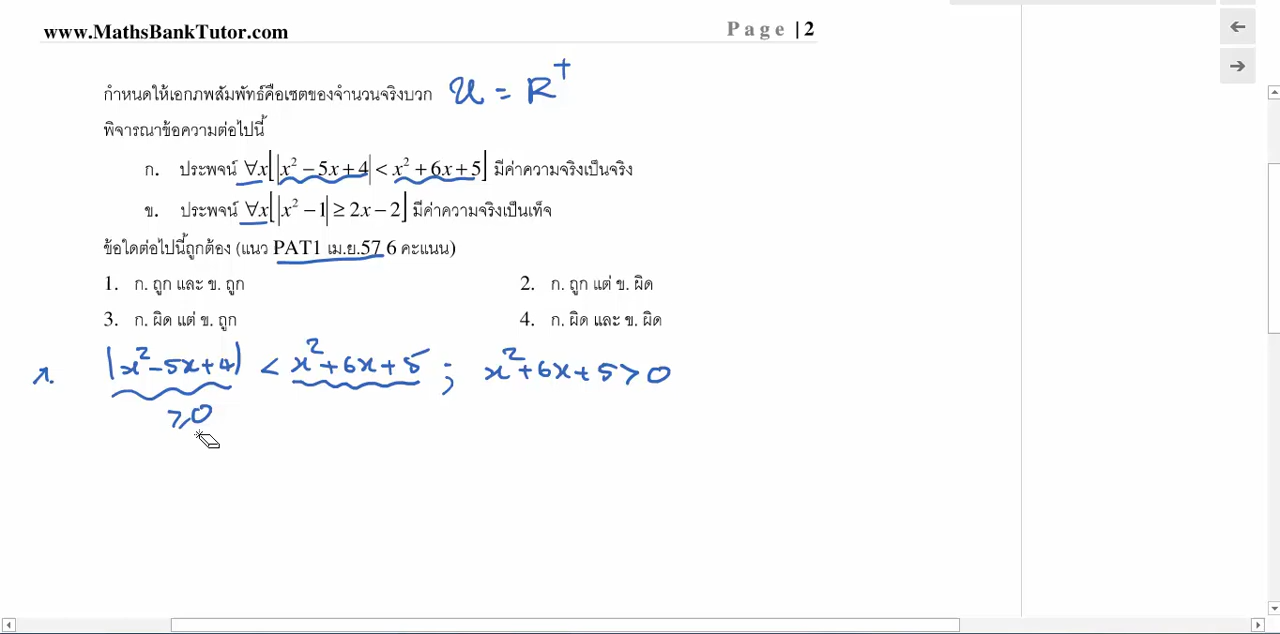 www.MathsBankTutor.com
Page | 2
กำหนดให้เอกภพสัมพัทธ์คือเซตของจำนวนจริงบวก U = R⁺
พิจารณาข้อความต่อไปนี้
ก. ประพจน์ ∀x[|x² − 5x + 4| < x² + 6x + 5] มีค่าความจริงเป็นจริง
ข. ประพจน์ ∀x[|x² − 1| ≥ 2x − 2] มีค่าความจริงเป็นเท็จ
ข้อใดต่อไปนี้ถูกต้อง (แนว PAT1 เม.ย.57 6 คะแนน)
1. ก. ถูก และ ข. ถูก
2. ก. ถูก แต่ ข. ผิด
3. ก. ผิด แต่ ข. ถูก
4. ก. ผิด และ ข. ผิด
ก. |x² − 5x + 4| < x² + 6x + 5 ; x² + 6x + 5 > 0
≥ 0